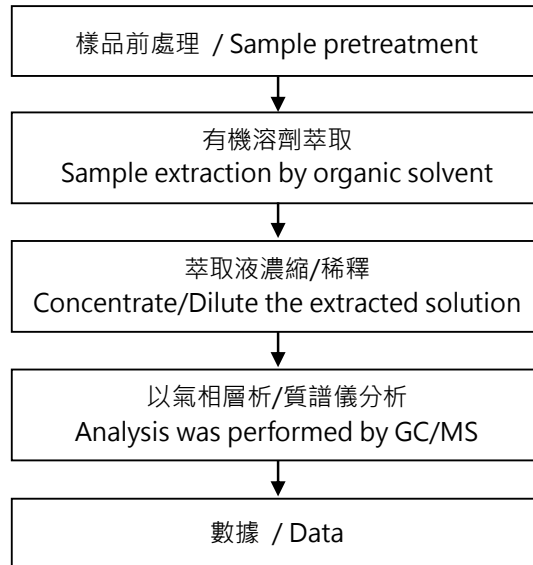 樣品前處理 / Sample pretreatment
有機溶劑萃取
Sample extraction by organic solvent
萃取液濃縮/稀釋
Concentrate/Dilute the extracted solution
以氣相層析/質譜儀分析
Analysis was performed by GC/MS
數據 / Data